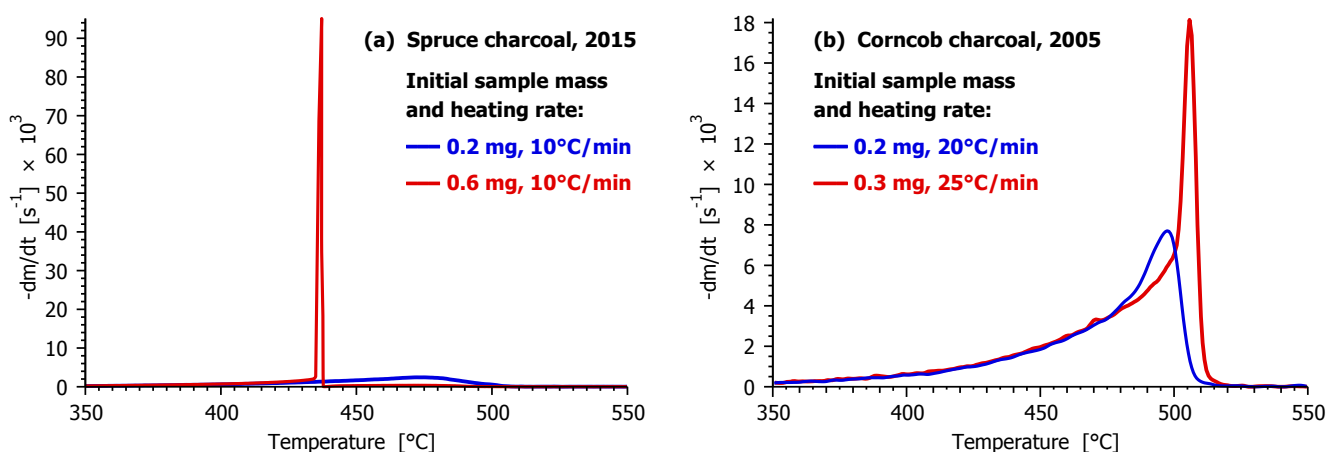 (a) Spruce charcoal, 2015
Initial sample mass
and heating rate:
0.2 mg, 10°C/min
0.6 mg, 10°C/min
-dm/dt [s⁻¹] × 10³
90
80
70
60
50
40
30
20
10
0
350
400
450
500
550
Temperature [°C]
(b) Corncob charcoal, 2005
Initial sample mass
and heating rate:
0.2 mg, 20°C/min
0.3 mg, 25°C/min
-dm/dt [s⁻¹] × 10³
18
16
14
12
10
8
6
4
2
0
350
400
450
500
550
Temperature [°C]